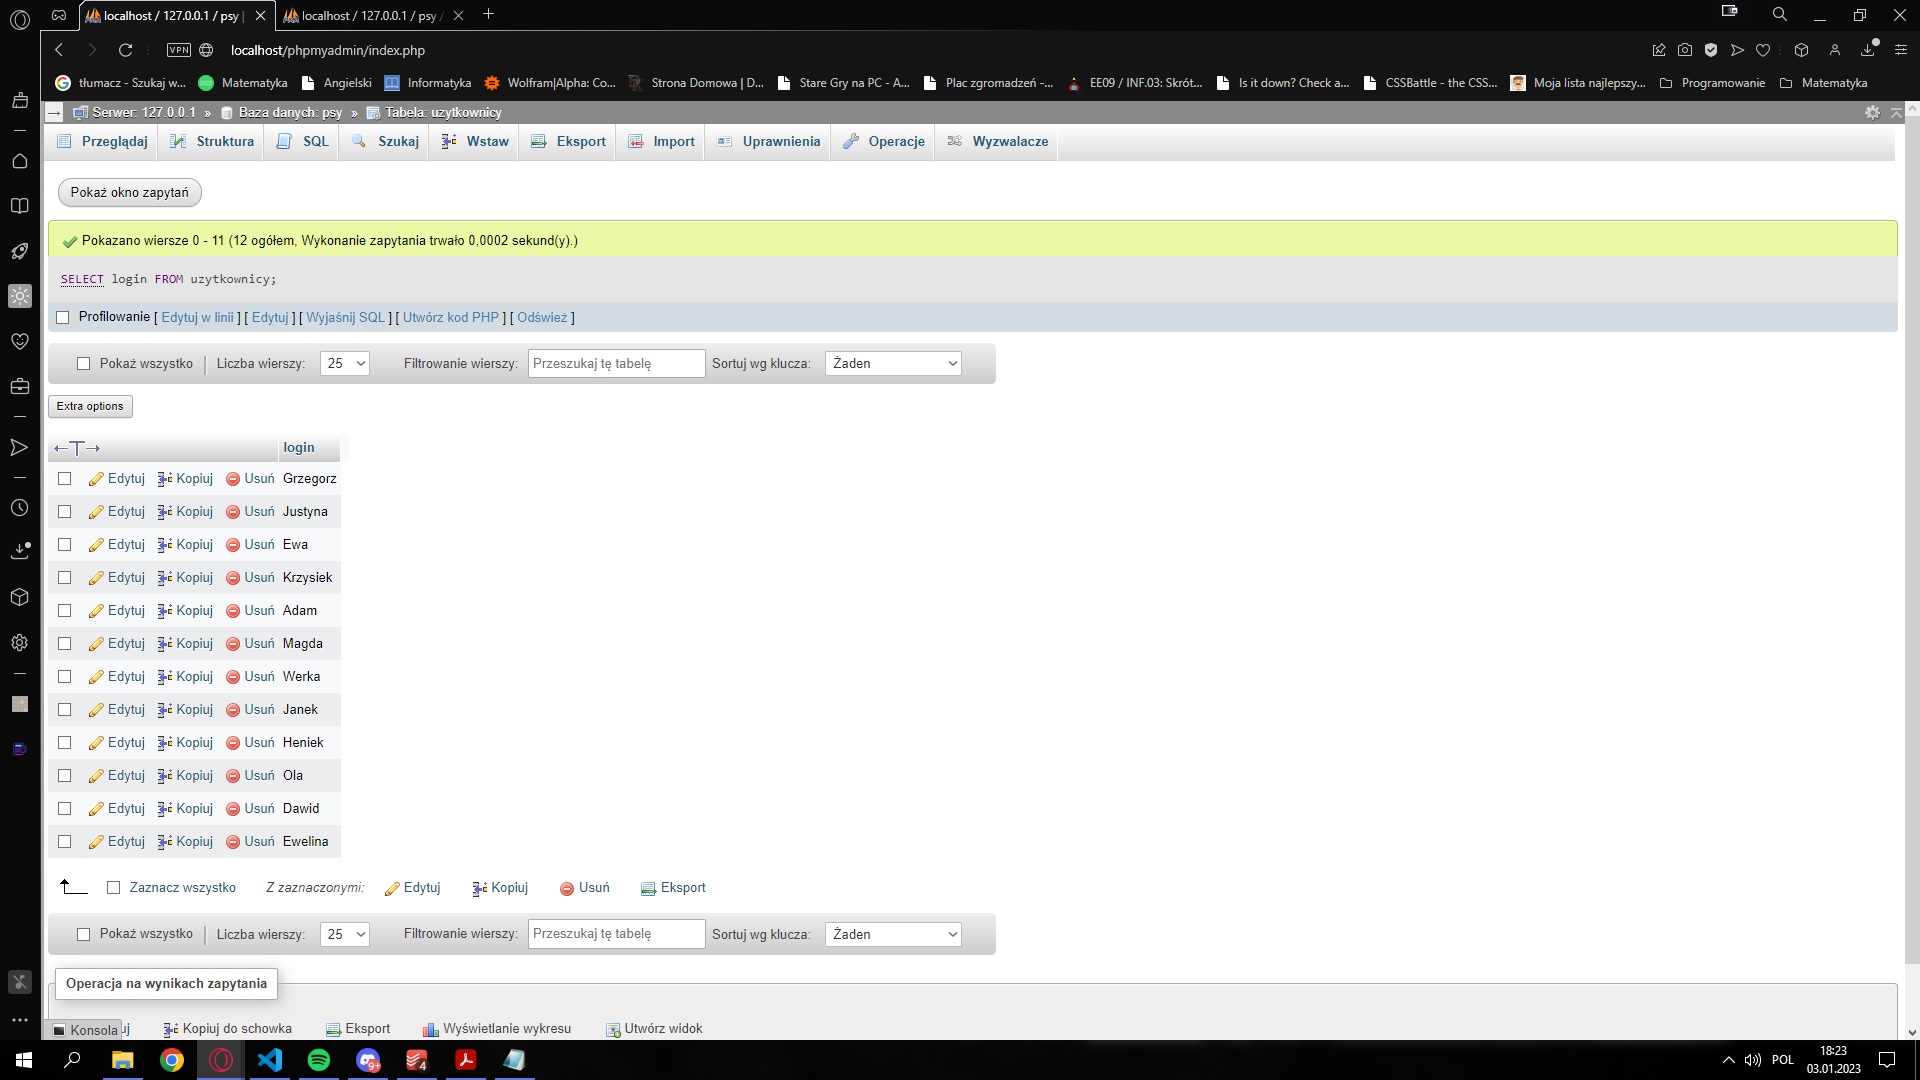 localhost / 127.0.0.1 / psy |
localhost / 127.0.0.1 / psy /
VPN localhost/phpmyadmin/index.php
tłumacz - Szukaj w... Matematyka Angielski Informatyka Wolfram|Alpha: Co... Strona Domowa | D... Stare Gry na PC - A... Plac zgromadzeń -... EE09 / INF.03: Skrót... Is it down? Check a... CSSBattle - the CSS... Moja lista najlepszy... Programowanie Matematyka
Serwer: 127.0.0.1 » Baza danych: psy » Tabela: uzytkownicy
Przeglądaj Struktura SQL Szukaj Wstaw Eksport Import Uprawnienia Operacje Wyzwalacze
Pokaż okno zapytań
Pokazano wiersze 0 - 11 (12 ogółem, Wykonanie zapytania trwało 0,0002 sekund(y).)
SELECT login FROM uzytkownicy;
Profilowanie [ Edytuj w linii ] [ Edytuj ] [ Wyjaśnij SQL ] [ Utwórz kod PHP ] [ Odśwież ]
Pokaż wszystko | Liczba wierszy: 25 Filtrowanie wierszy: Przeszukaj tę tabelę Sortuj wg klucza: Żaden
Extra options
←T→ login
Edytuj Kopiuj Usuń Grzegorz
Edytuj Kopiuj Usuń Justyna
Edytuj Kopiuj Usuń Ewa
Edytuj Kopiuj Usuń Krzysiek
Edytuj Kopiuj Usuń Adam
Edytuj Kopiuj Usuń Magda
Edytuj Kopiuj Usuń Werka
Edytuj Kopiuj Usuń Janek
Edytuj Kopiuj Usuń Heniek
Edytuj Kopiuj Usuń Ola
Edytuj Kopiuj Usuń Dawid
Edytuj Kopiuj Usuń Ewelina
Zaznacz wszystko Z zaznaczonymi: Edytuj Kopiuj Usuń Eksport
Pokaż wszystko | Liczba wierszy: 25 Filtrowanie wierszy: Przeszukaj tę tabelę Sortuj wg klucza: Żaden
Operacja na wynikach zapytania
Konsola uj Kopiuj do schowka Eksport Wyświetlanie wykresu Utwórz widok
9+ 4 POL 18:23
03.01.2023